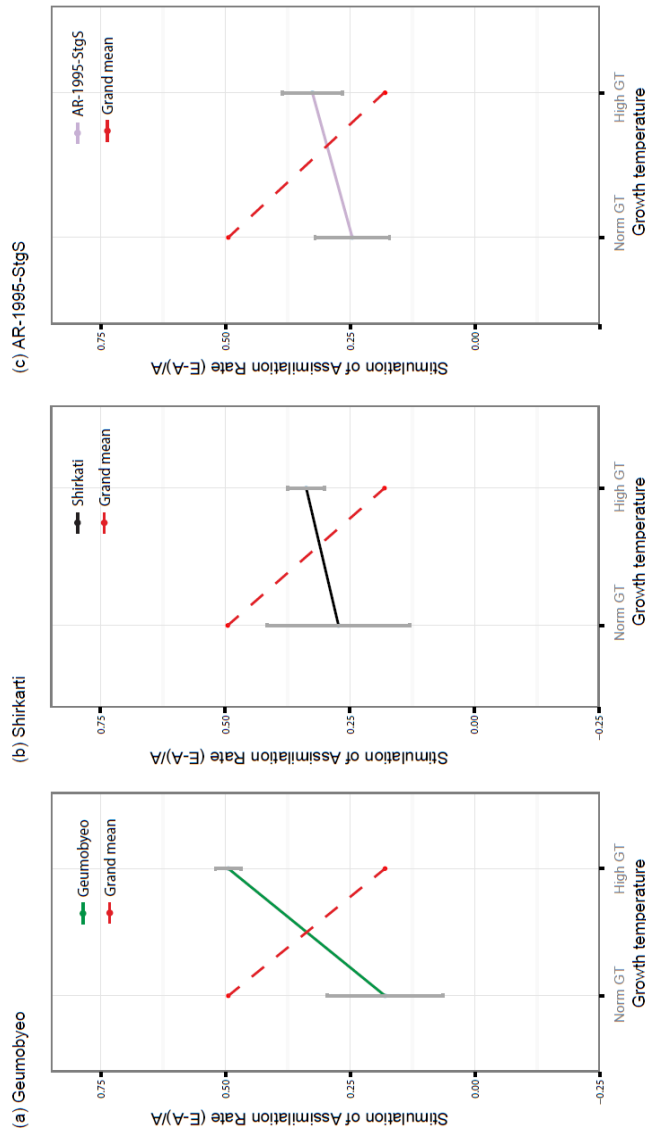 (a) Geumobyeo
Geumobyeo
Grand mean
0.75
0.50
0.25
0.00
−0.25
Stimulation of Assimilation Rate (E-A)/A
Norm GT
High GT
Growth temperature
(b) Shirkarti
Shirkati
Grand mean
0.75
0.50
0.25
0.00
−0.25
Stimulation of Assimilation Rate (E-A)/A
Norm GT
High GT
Growth temperature
(c) AR-1995-StgS
AR-1995-StgS
Grand mean
0.75
0.50
0.25
0.00
Stimulation of Assimilation Rate (E-A)/A
Norm GT
High GT
Growth temperature